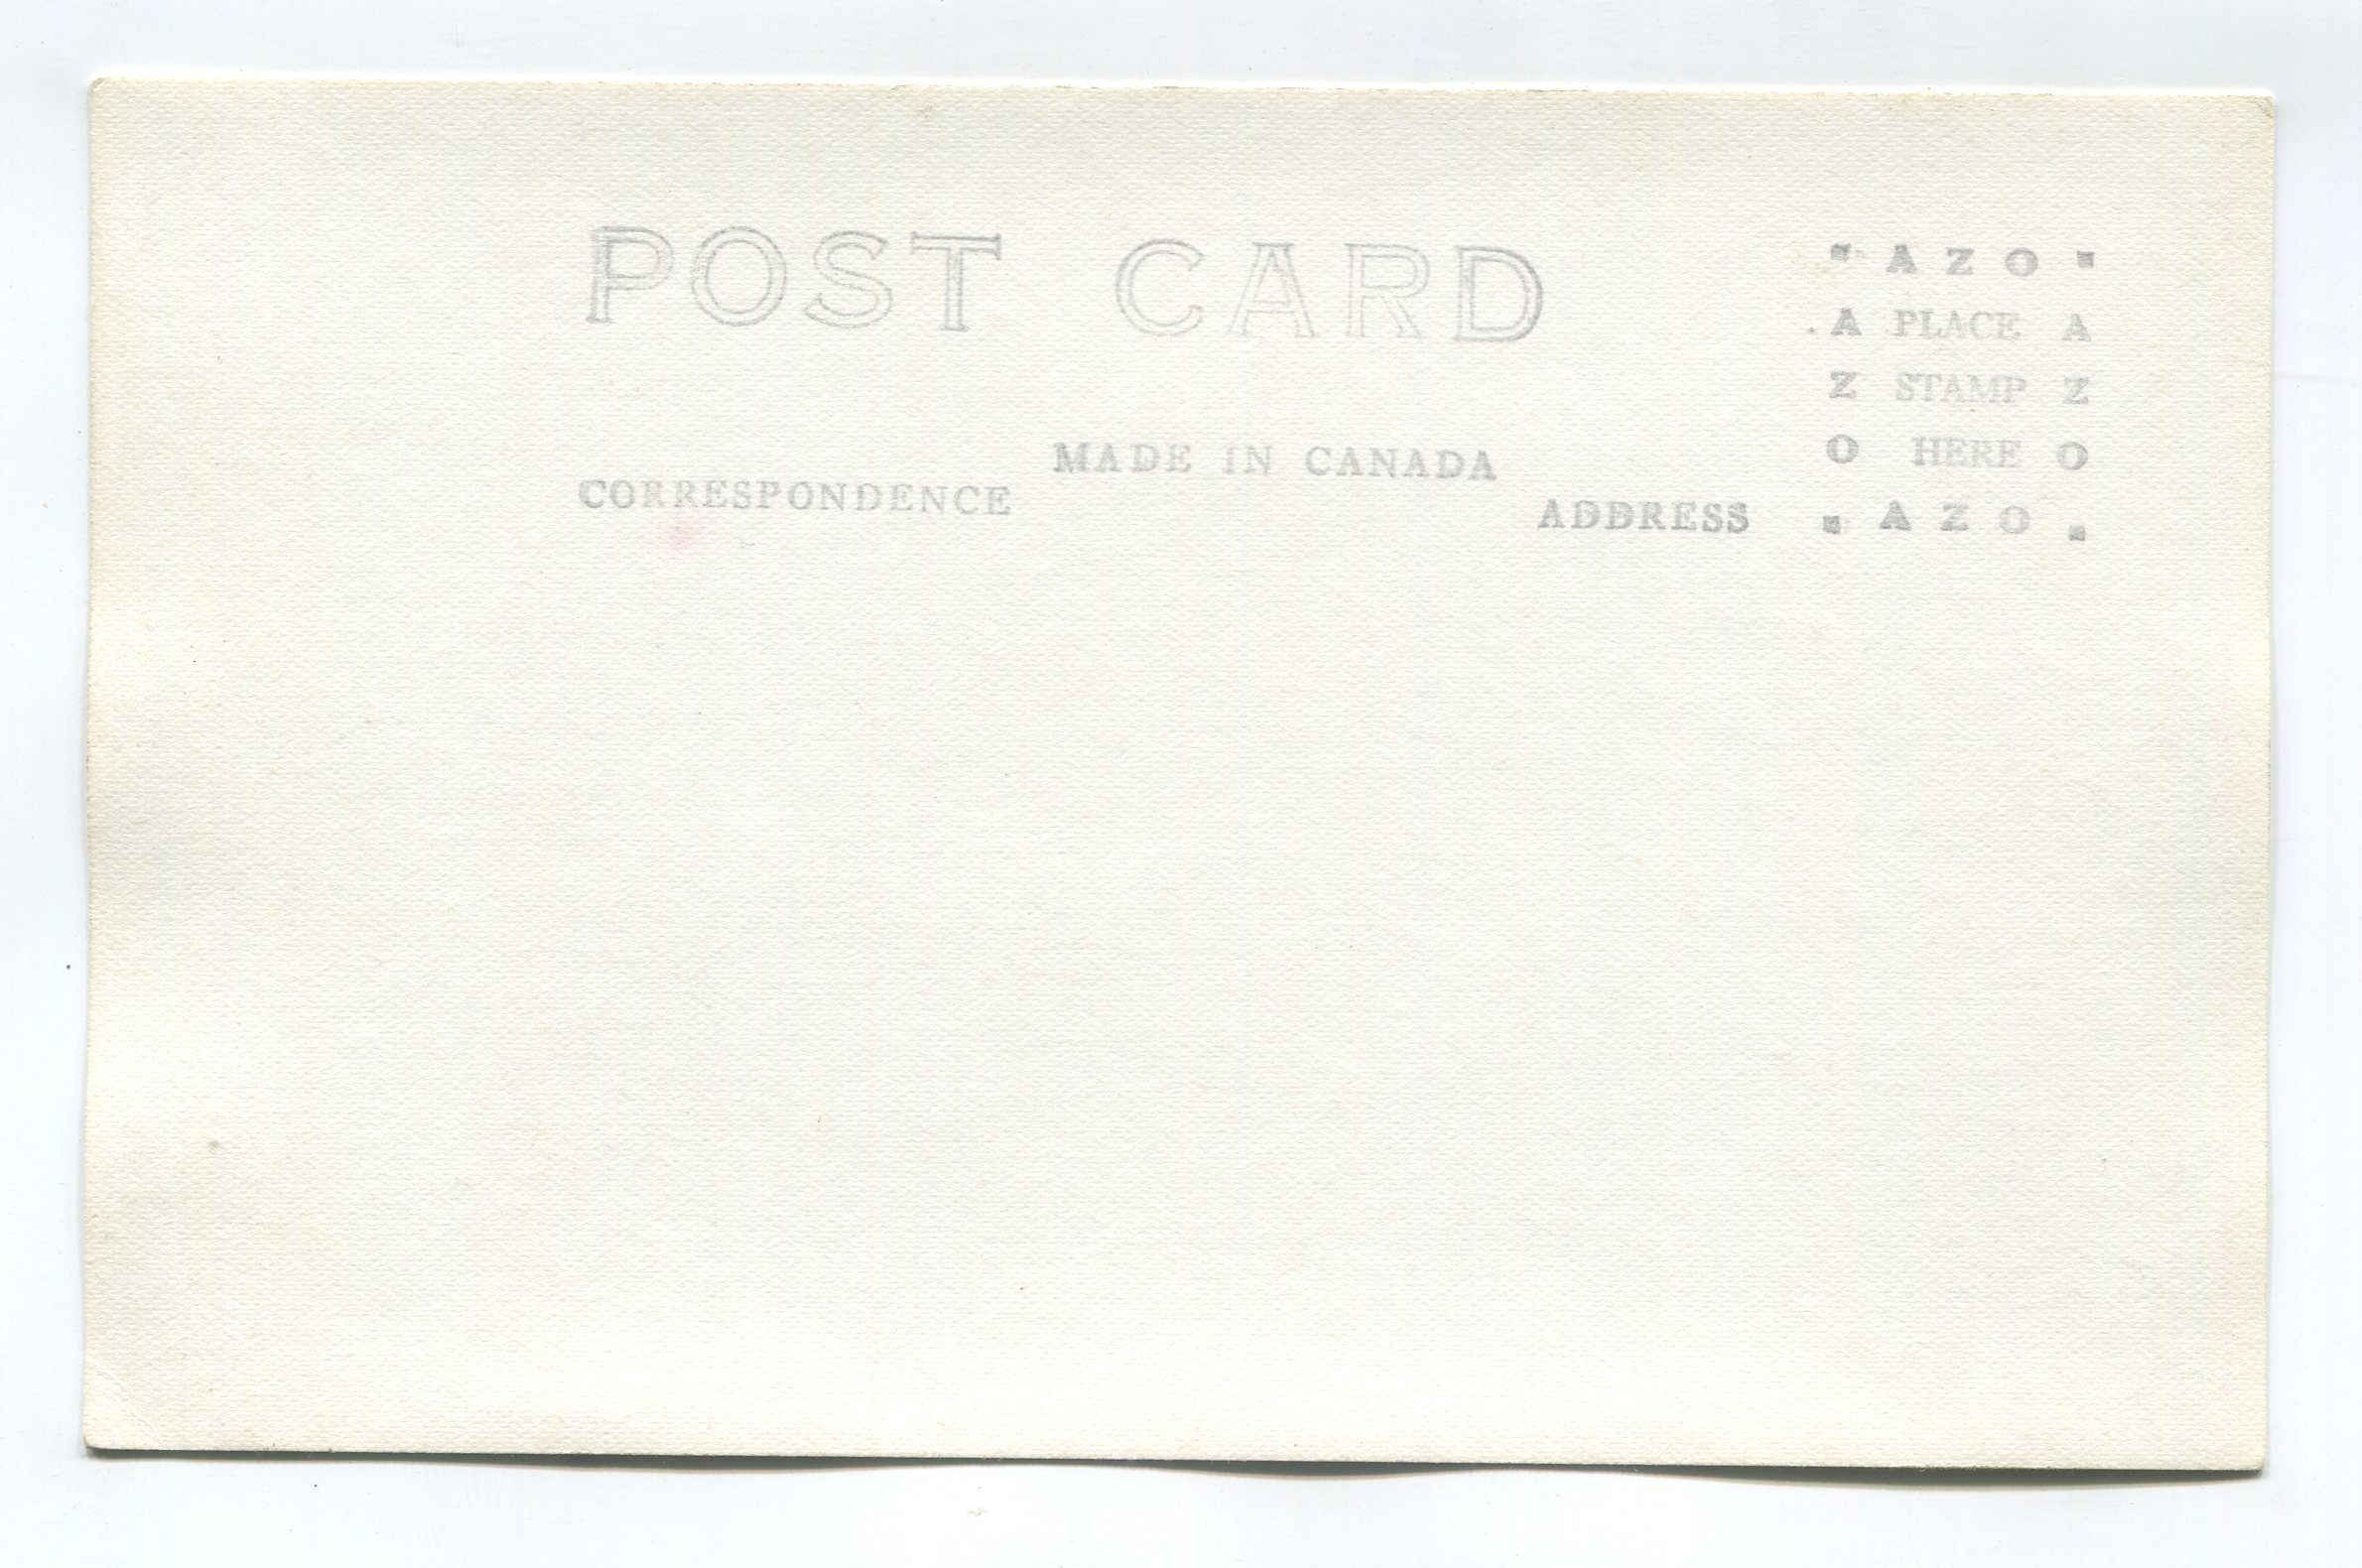 POST CARD
MADE IN CANADA
CORRESPONDENCE
ADDRESS
AZO
A PLACE A
Z STAMP Z
O HERE O
AZO